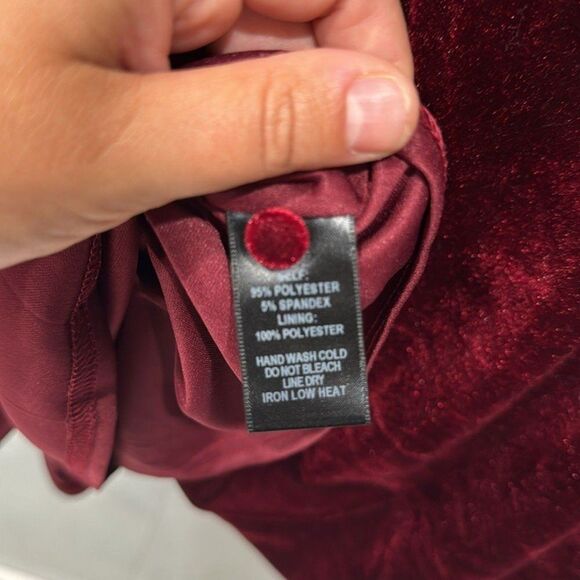 SELF:
95% POLYESTER
5% SPANDEX
LINING:
100% POLYESTER
HAND WASH COLD
DO NOT BLEACH
LINE DRY
IRON LOW HEAT